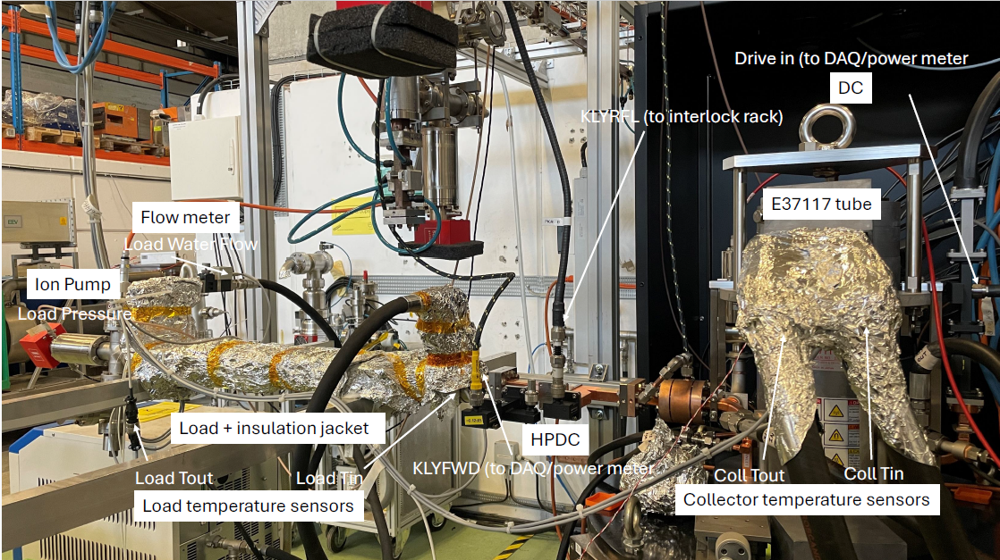 Drive in (to DAQ/power meter
DC
KLYRFL (to interlock rack)
E37117 tube
Flow meter
Load Water Flow
EEV
Ion Pump
Load Pressure
OUT
Load + insulation jacket
HPDC
KLYFWD (to DAQ/power meter
Load Tout
Load Tin
Coll Tout
Coll Tin
Load temperature sensors
Collector temperature sensors